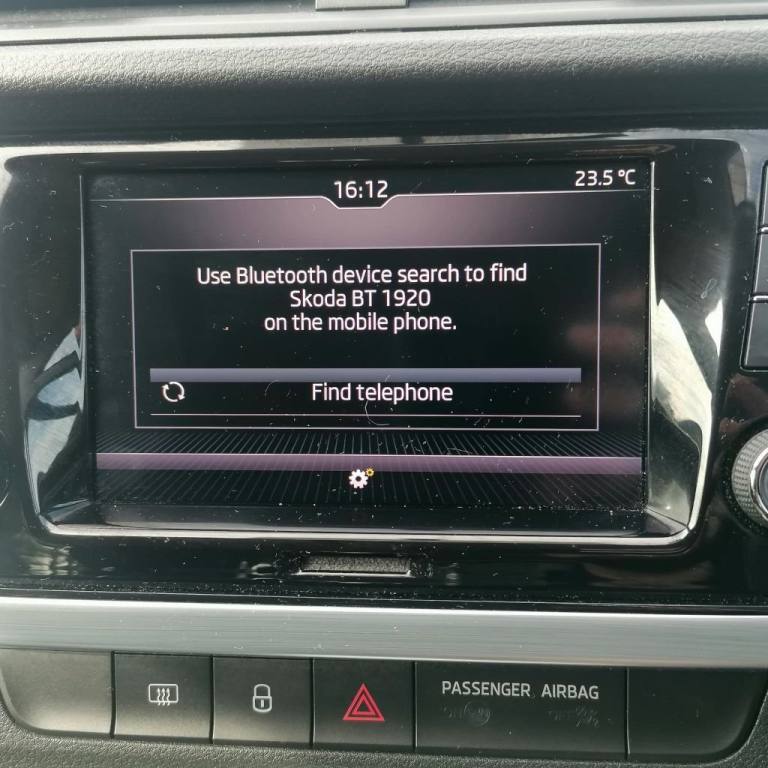 16:12
23.5 °C
Use Bluetooth device search to find
Skoda BT 1920
on the mobile phone.
Find telephone
PASSENGER AIRBAG